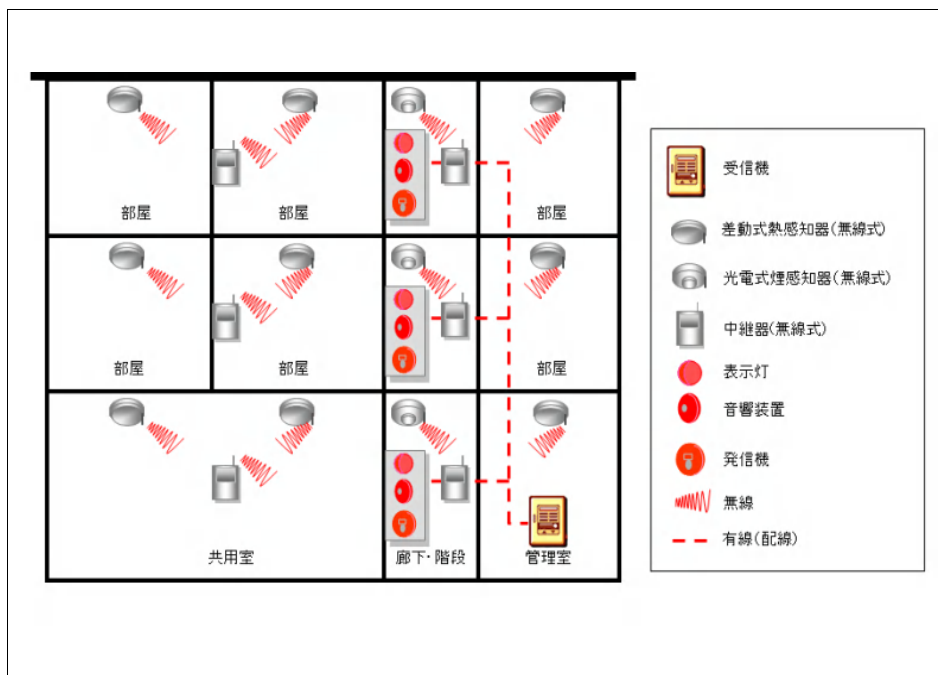 部屋
部屋
部屋
部屋
部屋
部屋
共用室
廊下・階段
管理室
受信機
差動式熱感知器(無線式)
光電式煙感知器(無線式)
中継器(無線式)
表示灯
音響装置
発信機
無線
有線(配線)